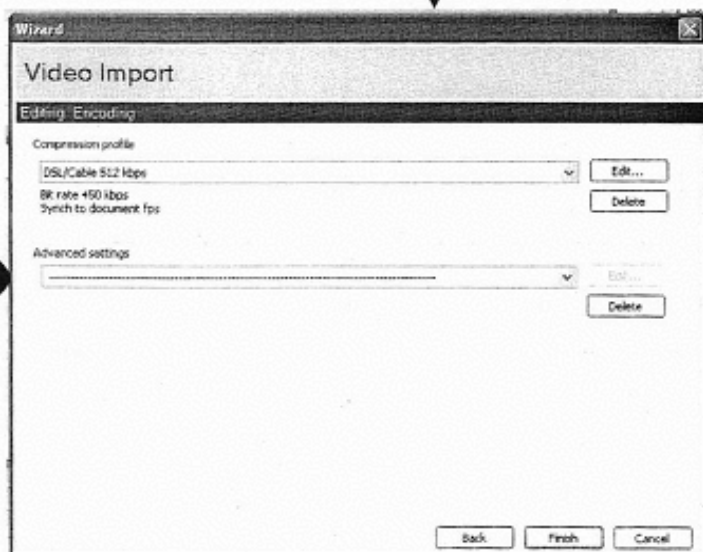 Wizard
Video Import
Editing: Encoding
Compression profile
DSL/Cable 512 kbps
Edit...
Bit rate 450 kbps
Synch to document fps
Delete
Advanced settings
Edit...
Delete
Back
Finish
Cancel